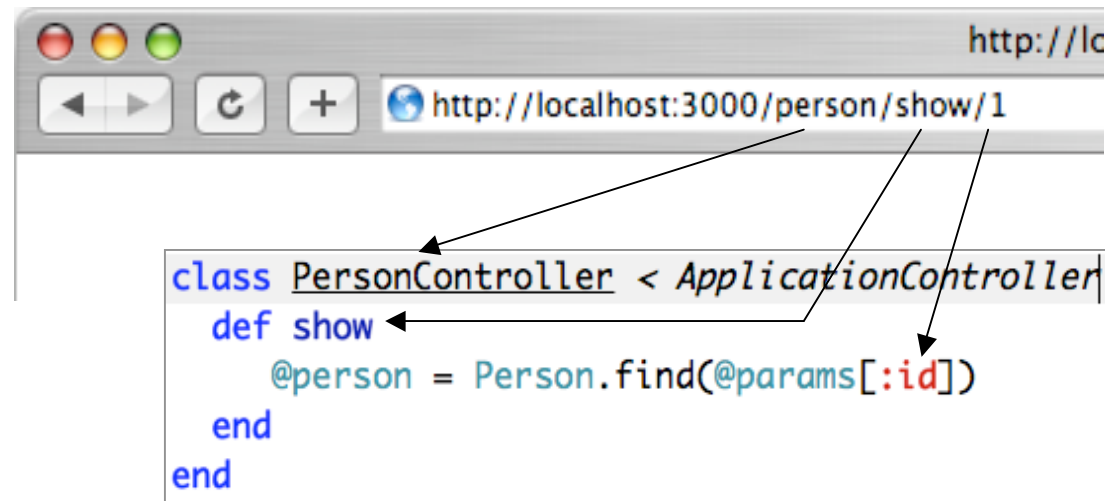 http://lo
http://localhost:3000/person/show/1
class PersonController < ApplicationController
def show
@person = Person.find(@params[:id])
end
end